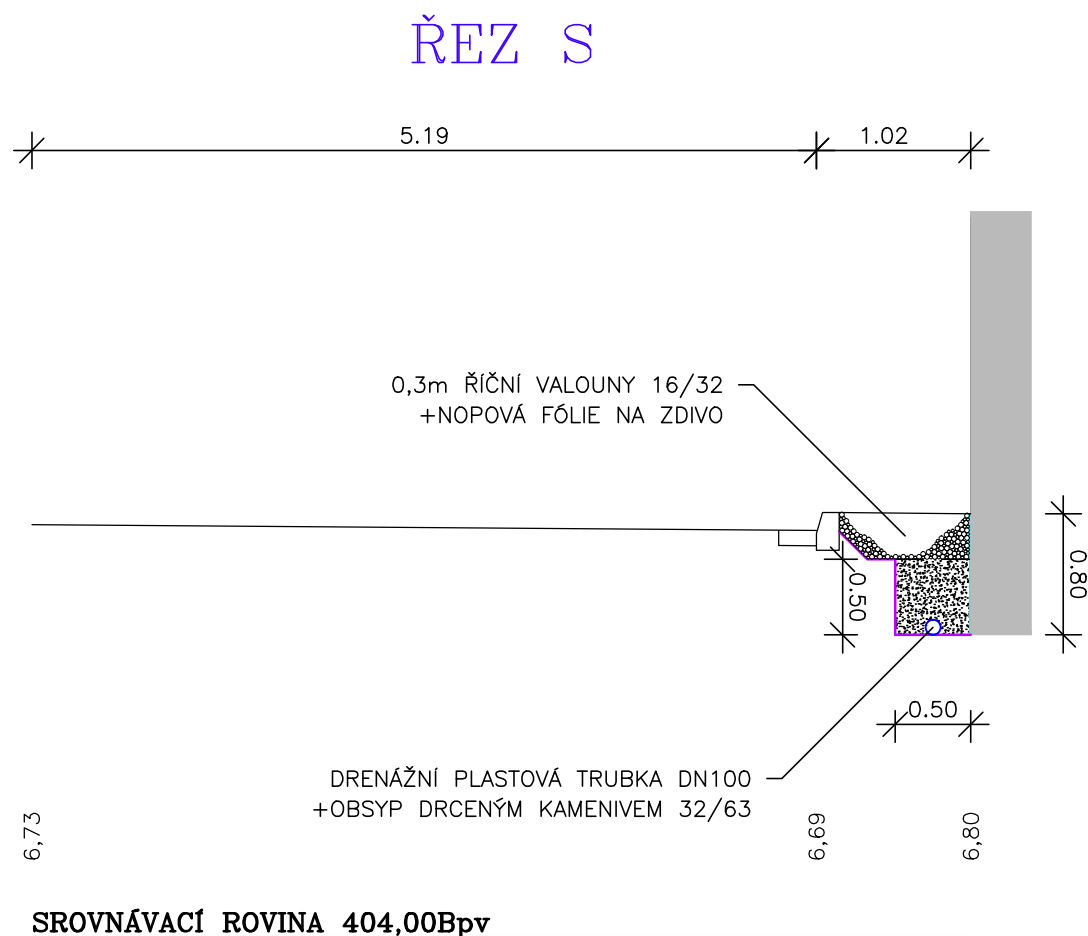 ŘEZ S
5.19
1.02
0,3m ŘÍČNÍ VALOUNY 16/32
+NOPOVÁ FÓLIE NA ZDIVO
0.50
0.80
0.50
DRENÁŽNÍ PLASTOVÁ TRUBKA DN100
+OBSYP DRCENÝM KAMENIVEM 32/63
6,73
6,69
6,80
SROVNÁVACÍ ROVINA 404,00Bpv